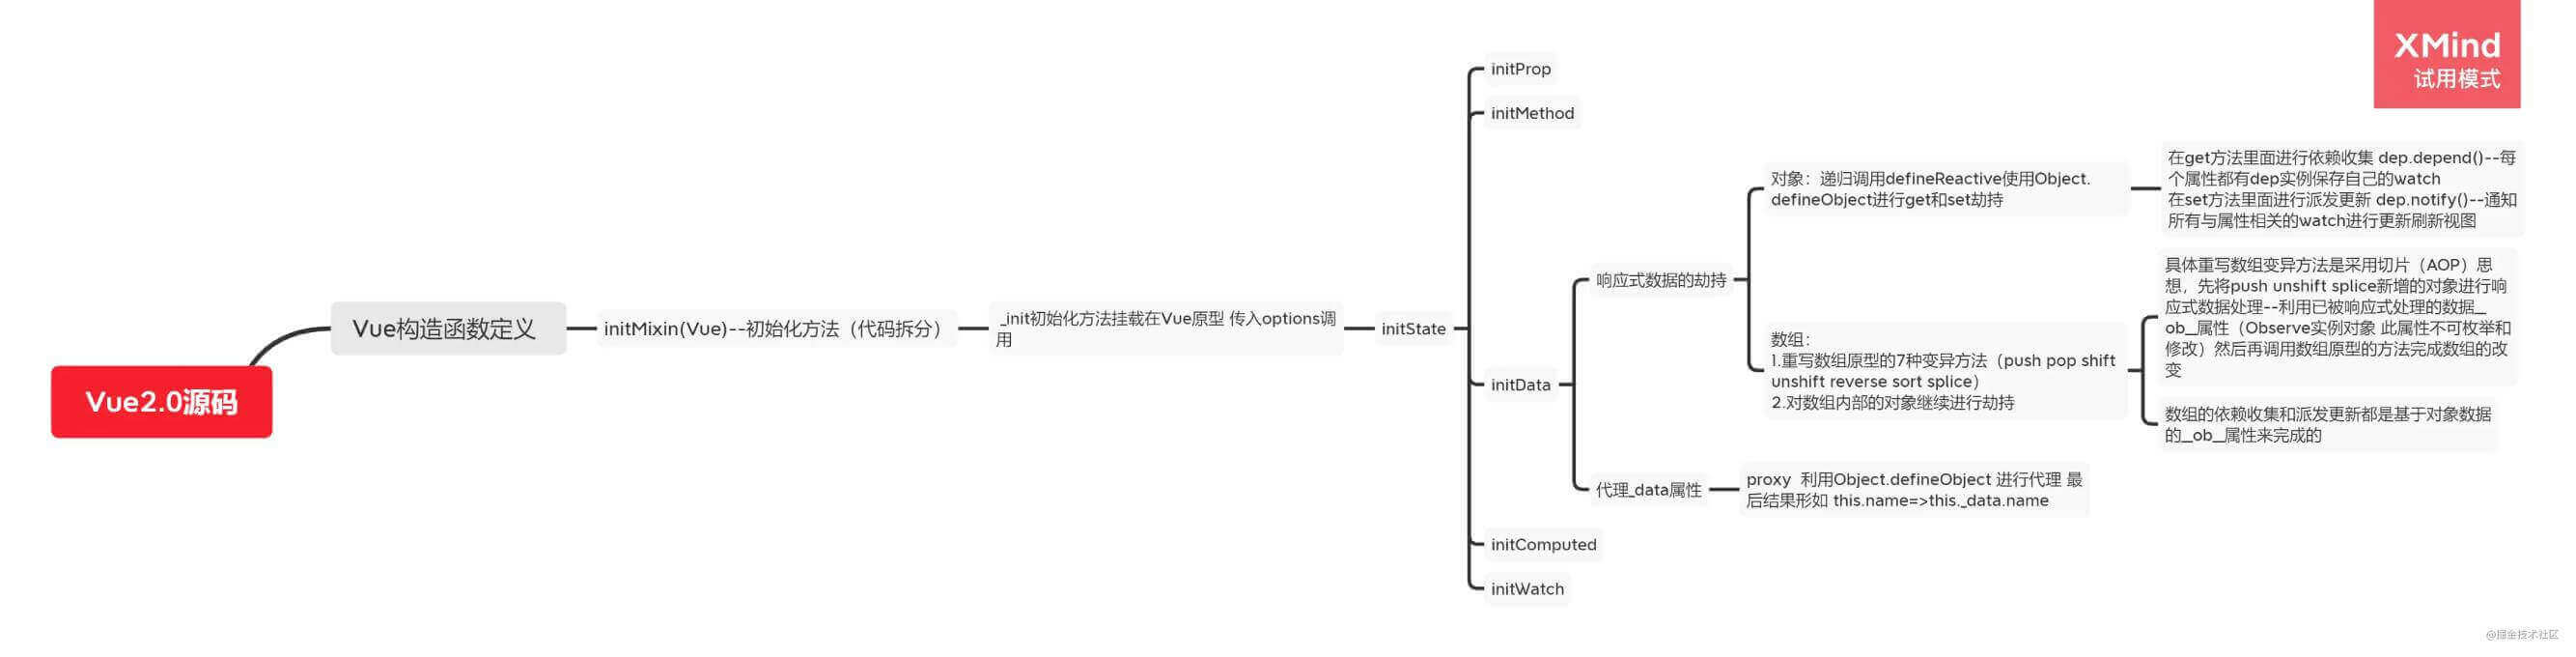 XMind
试用模式
Vue2.0源码
Vue构造函数定义
initMixin(Vue)--初始化方法（代码拆分）
_init初始化方法挂载在Vue原型 传入options调
用
initState
initProp
initMethod
initData
响应式数据的劫持
对象：递归调用defineReactive使用Object.
defineObject进行get和set劫持
在get方法里面进行依赖收集 dep.depend()--每
个属性都有dep实例保存自己的watch
在set方法里面进行派发更新 dep.notify()--通知
所有与属性相关的watch进行更新刷新视图
数组：
1.重写数组原型的7种变异方法（push pop shift
unshift reverse sort splice）
2.对数组内部的对象继续进行劫持
具体重写数组变异方法是采用切片（AOP）思
想，先将push unshift splice新增的对象进行响
应式数据处理--利用已被响应式处理的数据__
ob__属性（Observe实例对象 此属性不可枚举和
修改）然后再调用数组原型的方法完成数组的改
变
数组的依赖收集和派发更新都是基于对象数据
的__ob__属性来完成的
代理_data属性
proxy 利用Object.defineObject 进行代理 最
后结果形如 this.name=>this._data.name
initComputed
initWatch
@掘金技术社区